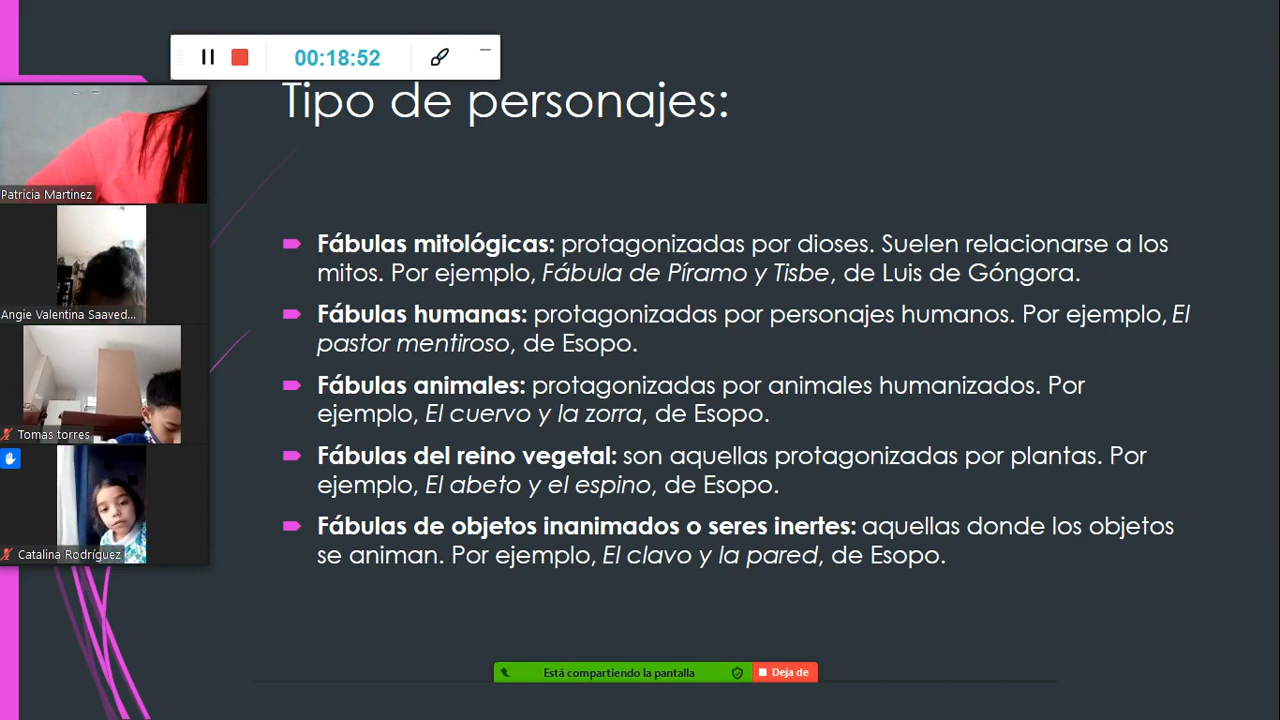 00:18:52
Tipo de personajes:
Patricia Martinez
Angie Valentina Saaved...
Tomas torres
Catalina Rodríguez
Fábulas mitológicas: protagonizadas por dioses. Suelen relacionarse a los
mitos. Por ejemplo, Fábula de Píramo y Tisbe, de Luis de Góngora.
Fábulas humanas: protagonizadas por personajes humanos. Por ejemplo, El
pastor mentiroso, de Esopo.
Fábulas animales: protagonizadas por animales humanizados. Por
ejemplo, El cuervo y la zorra, de Esopo.
Fábulas del reino vegetal: son aquellas protagonizadas por plantas. Por
ejemplo, El abeto y el espino, de Esopo.
Fábulas de objetos inanimados o seres inertes: aquellas donde los objetos
se animan. Por ejemplo, El clavo y la pared, de Esopo.
Está compartiendo la pantalla
Deja de